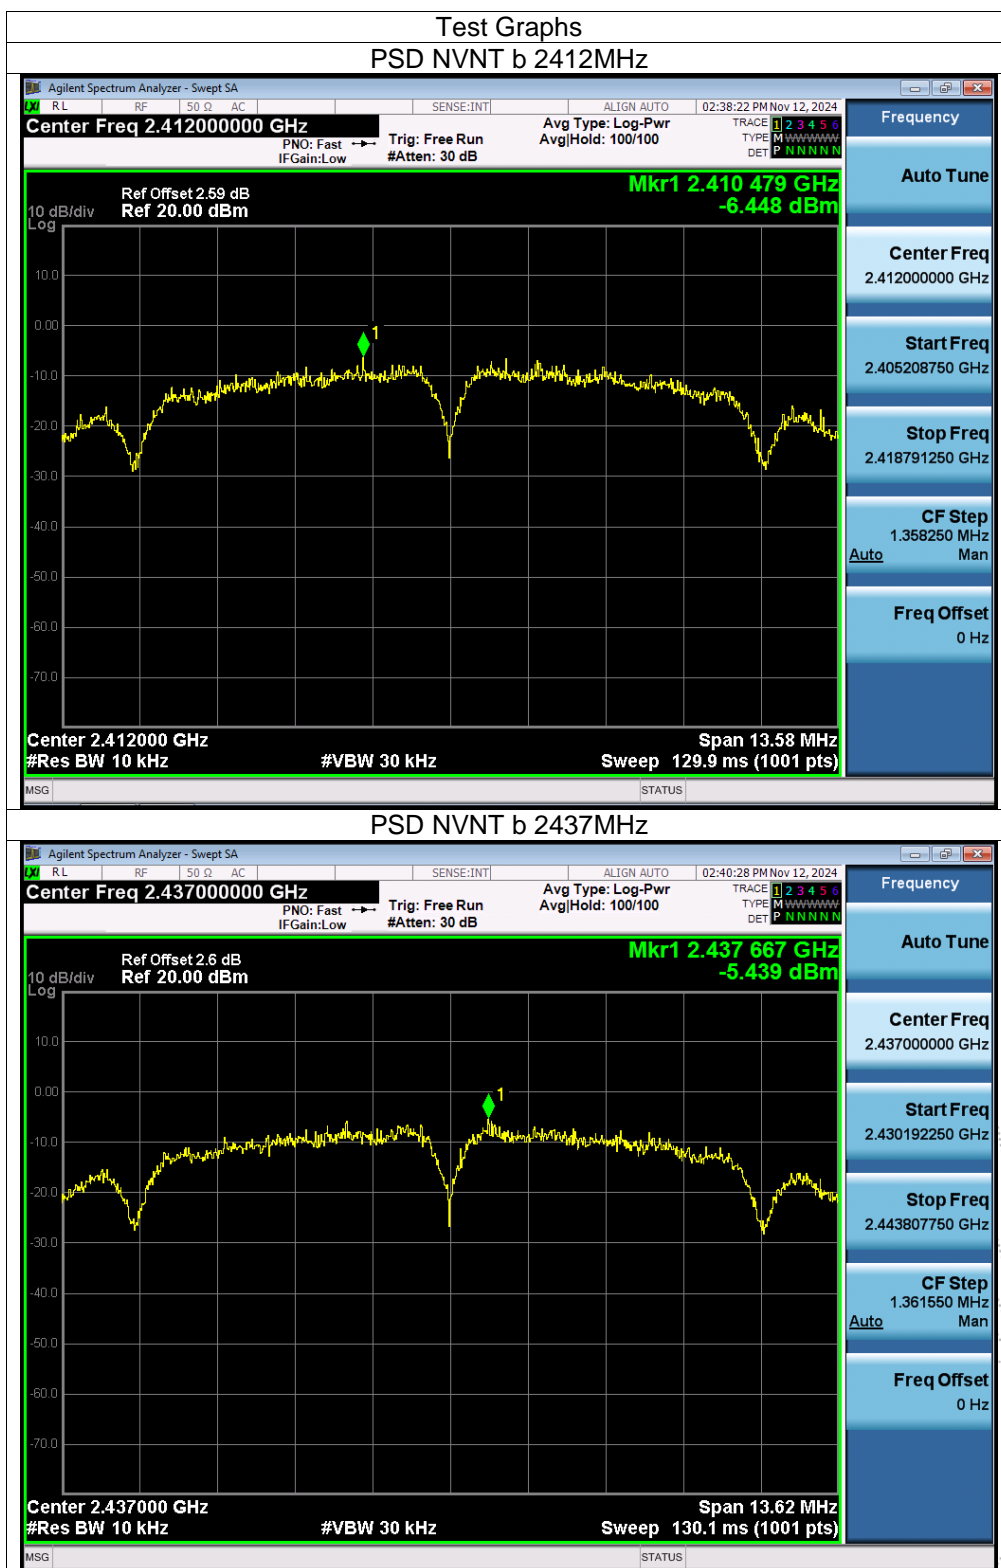 Test Graphs
PSD NVNT b 2412MHz
Agilent Spectrum Analyzer - Swept SA
LXI RL RF 50 Ω AC SENSE:INT ALIGN AUTO 02:38:22 PM Nov 12, 2024
Center Freq 2.412000000 GHz
PNO: Fast
IFGain:Low
Trig: Free Run
#Atten: 30 dB
Avg Type: Log-Pwr
Avg|Hold: 100/100
TRACE 1 2 3 4 5 6
TYPE M WWWWW
DET P N N N N N
Frequency
Mkr1 2.410 479 GHz
-6.448 dBm
Ref Offset 2.59 dB
10 dB/div Ref 20.00 dBm
Log
10.0
0.00
-10.0
-20.0
-30.0
-40.0
-50.0
-60.0
-70.0
1
Center 2.412000 GHz Span 13.58 MHz
#Res BW 10 kHz #VBW 30 kHz Sweep 129.9 ms (1001 pts)
MSG STATUS
Auto Tune
Center Freq
2.412000000 GHz
Start Freq
2.405208750 GHz
Stop Freq
2.418791250 GHz
CF Step
1.358250 MHz
Auto Man
Freq Offset
0 Hz
PSD NVNT b 2437MHz
Agilent Spectrum Analyzer - Swept SA
LXI RL RF 50 Ω AC SENSE:INT ALIGN AUTO 02:40:28 PM Nov 12, 2024
Center Freq 2.437000000 GHz
PNO: Fast
IFGain:Low
Trig: Free Run
#Atten: 30 dB
Avg Type: Log-Pwr
Avg|Hold: 100/100
TRACE 1 2 3 4 5 6
TYPE M WWWWW
DET P N N N N N
Frequency
Mkr1 2.437 667 GHz
-5.439 dBm
Ref Offset 2.6 dB
10 dB/div Ref 20.00 dBm
Log
10.0
0.00
-10.0
-20.0
-30.0
-40.0
-50.0
-60.0
-70.0
1
Center 2.437000 GHz Span 13.62 MHz
#Res BW 10 kHz #VBW 30 kHz Sweep 130.1 ms (1001 pts)
MSG STATUS
Auto Tune
Center Freq
2.437000000 GHz
Start Freq
2.430192250 GHz
Stop Freq
2.443807750 GHz
CF Step
1.361550 MHz
Auto Man
Freq Offset
0 Hz